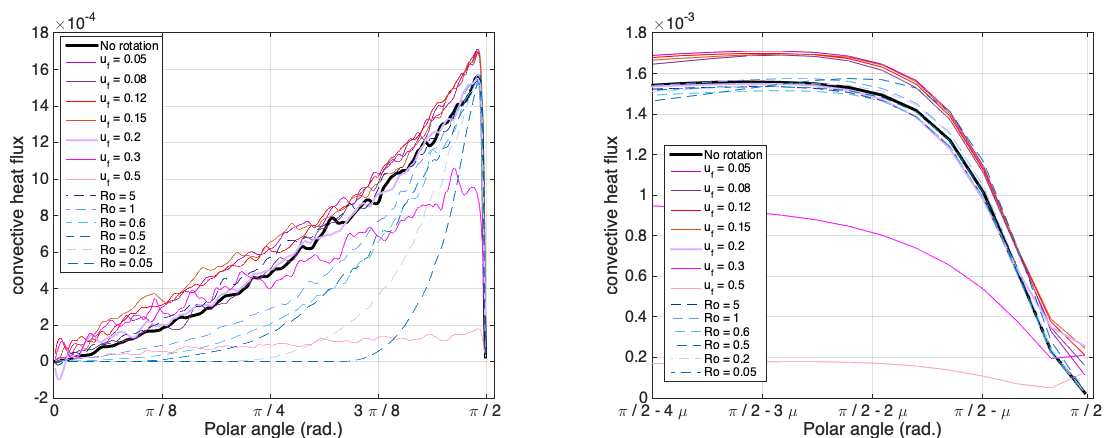 ×10⁻⁴
18
16
14
12
10
8
6
4
2
0
-2
convective heat flux
No rotation
u_f = 0.05
u_f = 0.08
u_f = 0.12
u_f = 0.15
u_f = 0.2
u_f = 0.3
u_f = 0.5
Ro = 5
Ro = 1
Ro = 0.6
Ro = 0.5
Ro = 0.2
Ro = 0.05
0
π / 8
π / 4
3 π / 8
π / 2
Polar angle (rad.)
×10⁻³
1.8
1.6
1.4
1.2
1
0.8
0.6
0.4
0.2
0
convective heat flux
No rotation
u_f = 0.05
u_f = 0.08
u_f = 0.12
u_f = 0.15
u_f = 0.2
u_f = 0.3
u_f = 0.5
Ro = 5
Ro = 1
Ro = 0.6
Ro = 0.5
Ro = 0.2
Ro = 0.05
π / 2 - 4 μ
π / 2 - 3 μ
π / 2 - 2 μ
π / 2 - μ
π / 2
Polar angle (rad.)